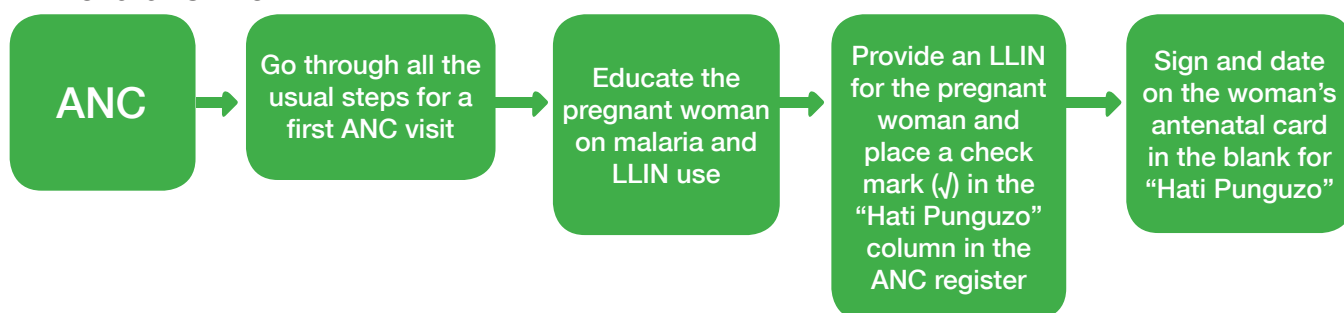 ANC
Go through all the
usual steps for a
first ANC visit
Educate the
pregnant woman
on malaria and
LLIN use
Provide an LLIN
for the pregnant
woman and
place a check
mark (√) in the
“Hati Punguzo”
column in the
ANC register
Sign and date
on the woman’s
antenatal card
in the blank for
“Hati Punguzo”